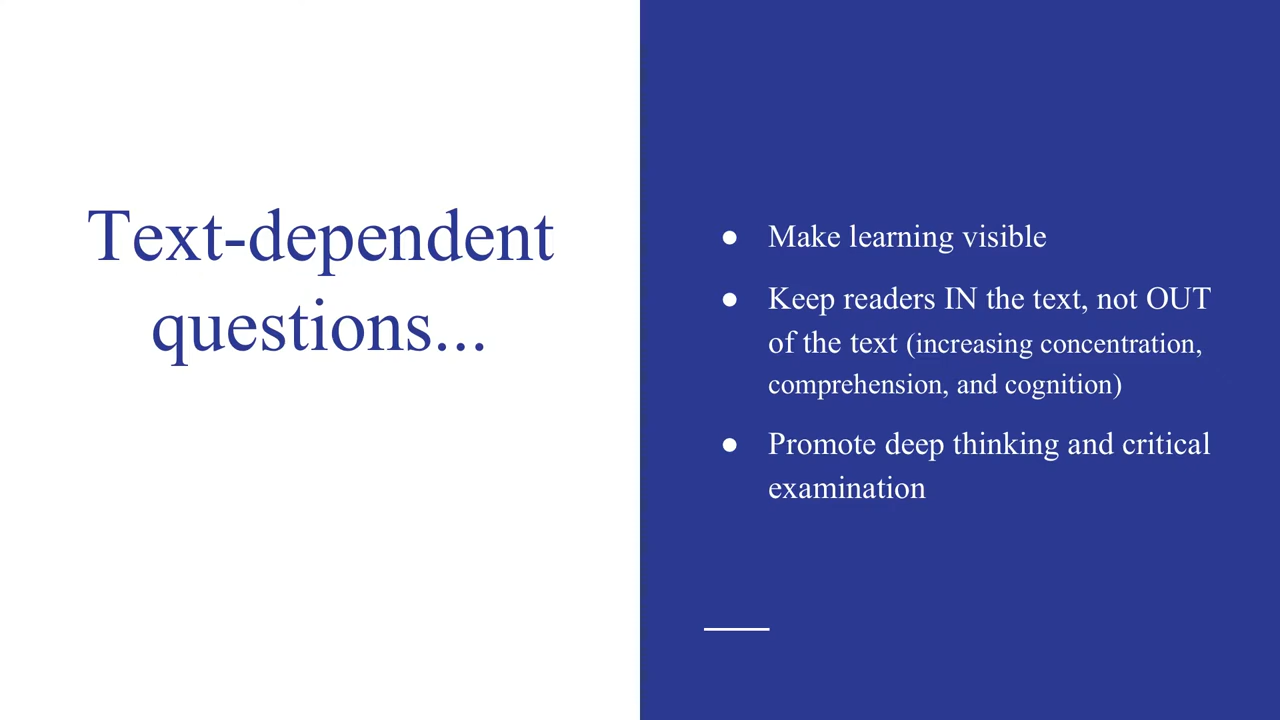 Text-dependent
questions...
● Make learning visible
● Keep readers IN the text, not OUT
of the text (increasing concentration,
comprehension, and cognition)
● Promote deep thinking and critical
examination